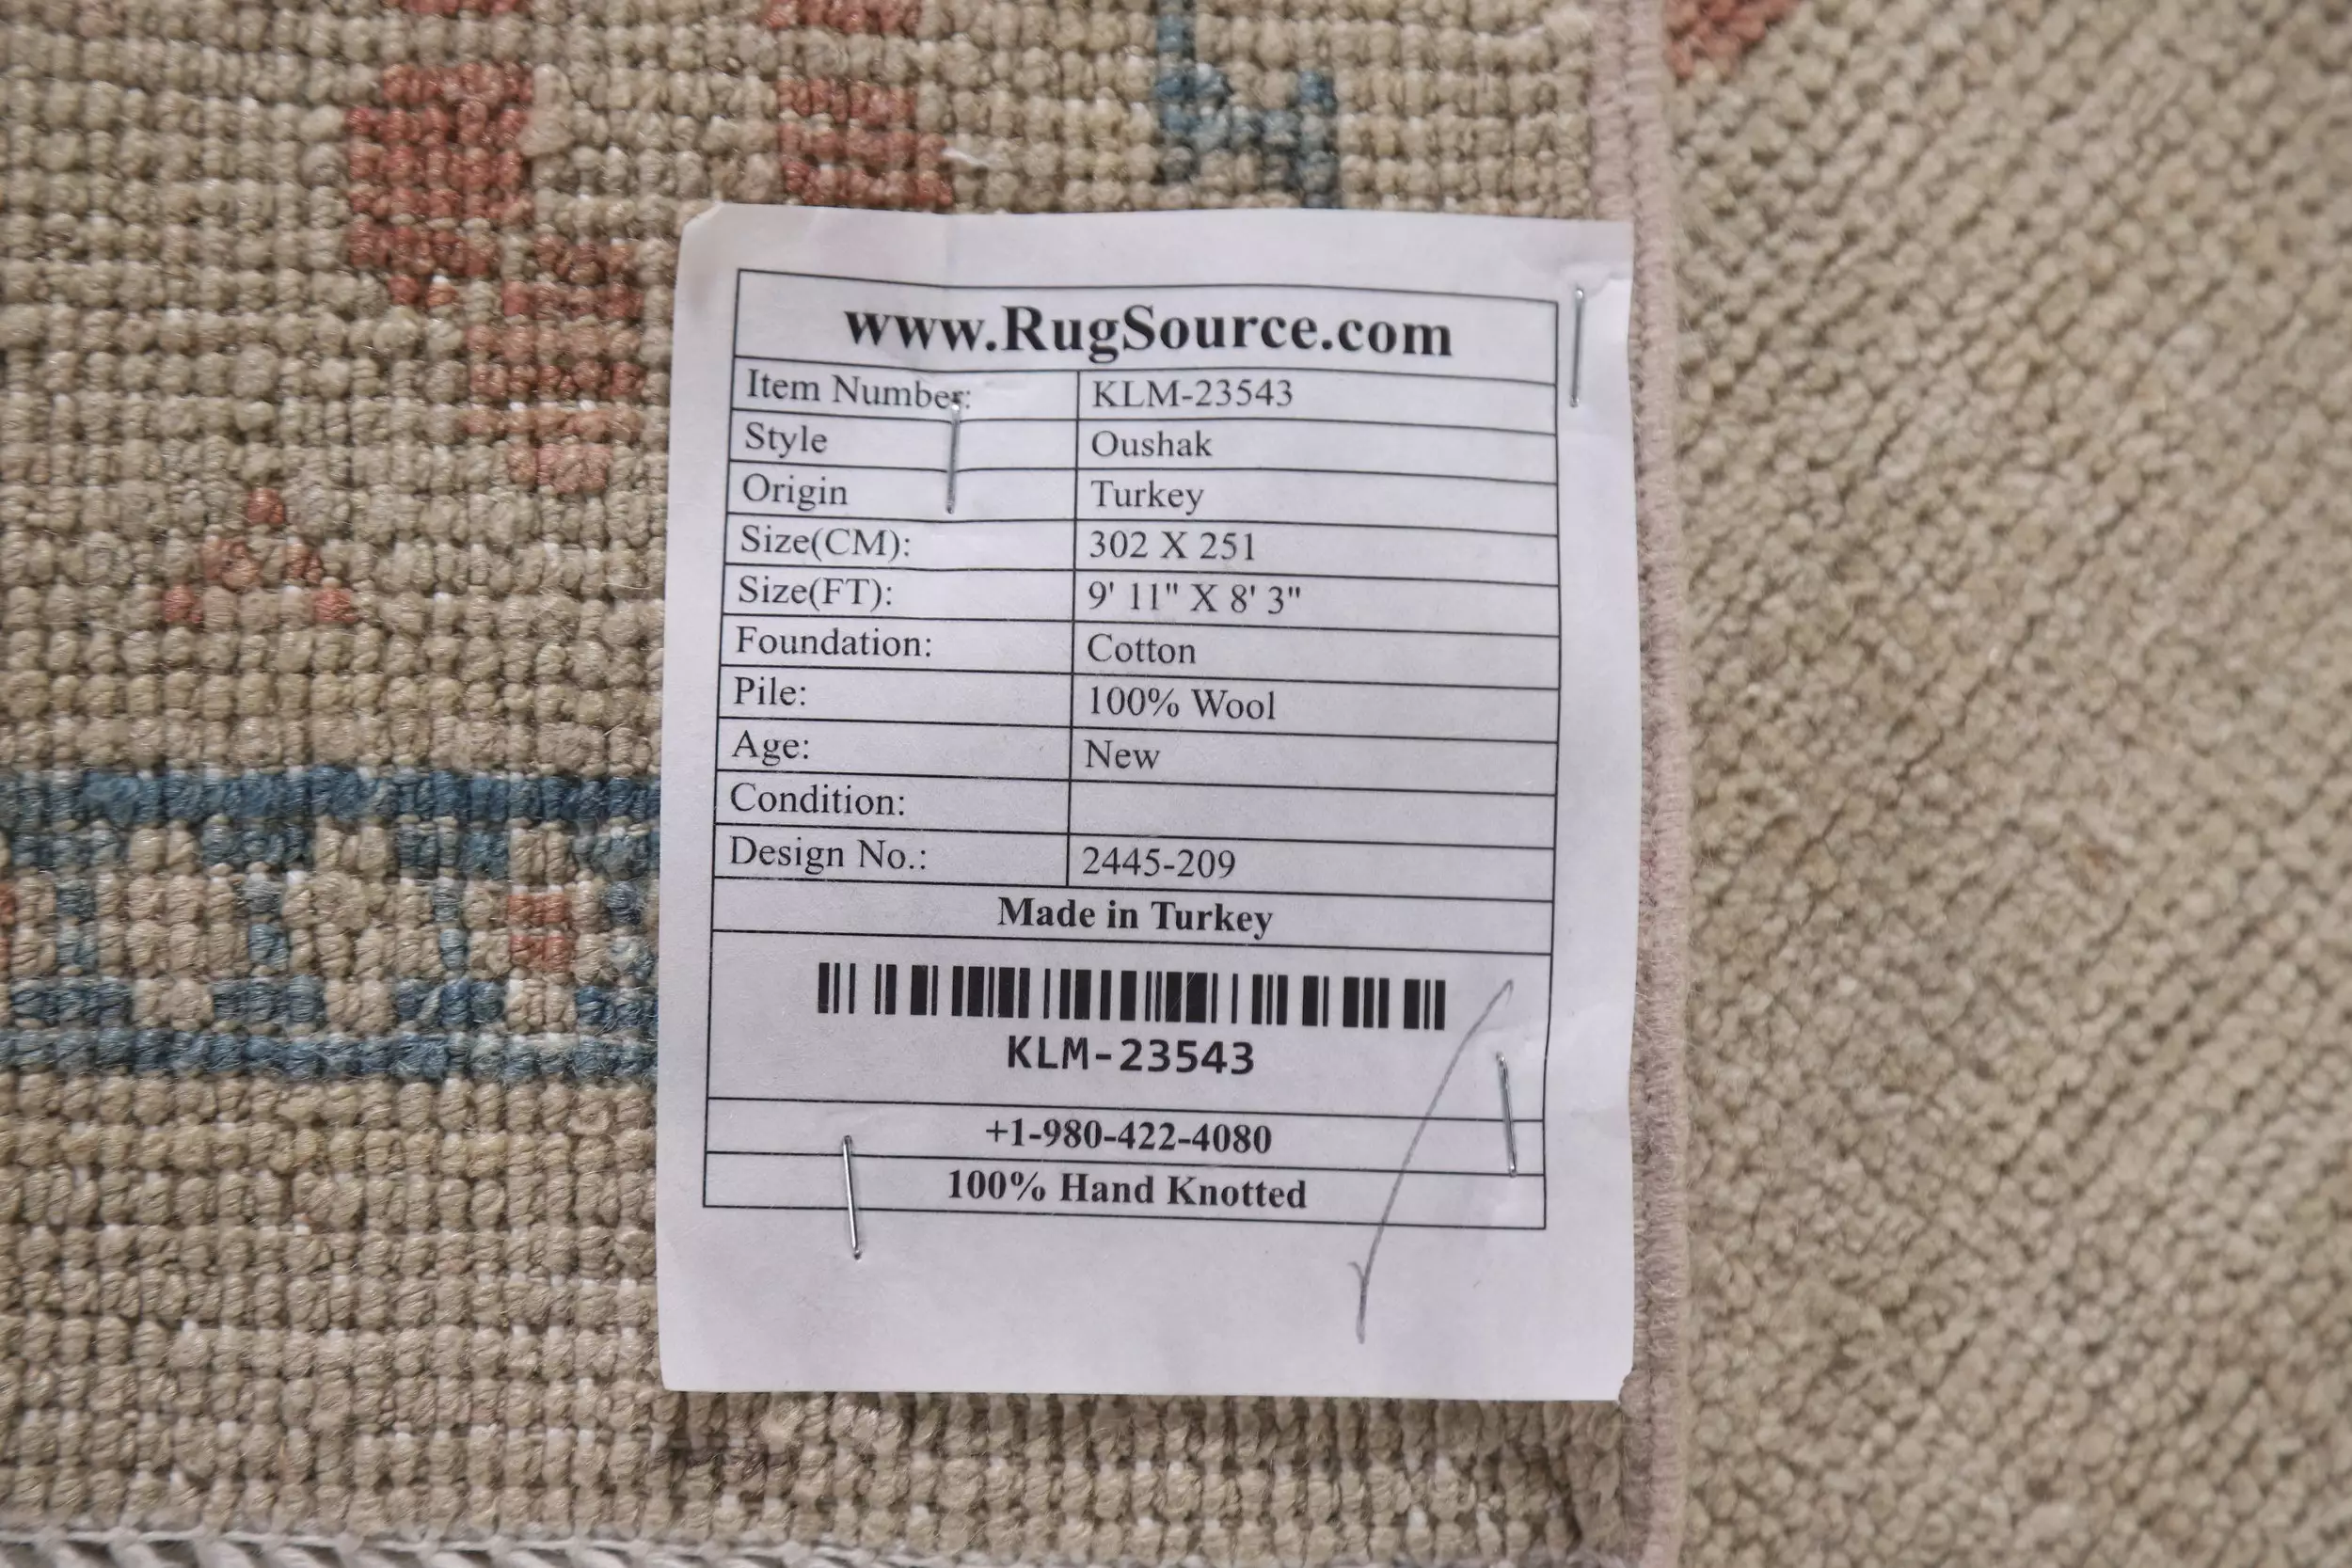 www.RugSource.com
Item Number: KLM-23543
Style Oushak
Origin Turkey
Size(CM): 302 X 251
Size(FT): 9' 11" X 8' 3"
Foundation: Cotton
Pile: 100% Wool
Age: New
Condition:
Design No.: 2445-209
Made in Turkey
KLM-23543
+1-980-422-4080
100% Hand Knotted